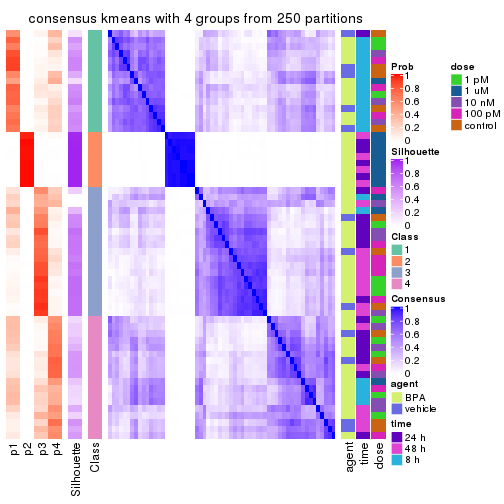 consensus kmeans with 4 groups from 250 partitions
Prob
1
0.8
0.6
0.4
0.2
0
Silhouette
1
0.8
0.6
0.4
0.2
0
Class
1
2
3
4
Consensus
1
0.8
0.6
0.4
0.2
0
agent
BPA
vehicle
time
24 h
48 h
8 h
dose
1 pM
1 uM
10 nM
100 pM
control
p1
p2
p3
p4
Silhouette
Class
agent
time
dose